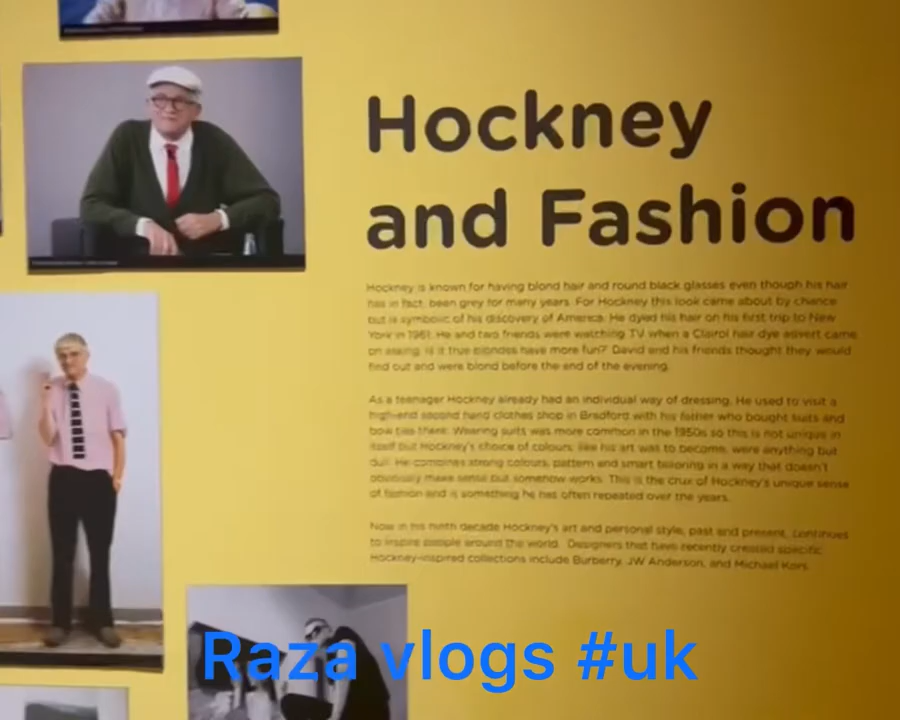 Hockney
and Fashion
Hockney is known for having blond hair and round black glasses even though his hair
has in fact, been grey for many years. For Hockney this look came about by chance
but is symbolic of his discovery of America. He dyed his hair on his first trip to New
York in 1961. He and two friends were watching TV when a Clairol hair dye advert came
on asking, is it true blondes have more fun? David and his friends thought they would
find out and were blond before the end of the evening.
As a teenager Hockney already had an individual way of dressing. He used to visit a
high-end second hand clothes shop in Bradford with his father who bought suits and
bow ties there. Wearing suits was more common in the 1950s so this is not unique in
itself but Hockney's choice of colours, like his art was to become, were anything but
dull. He combines strong colours, pattern and smart tailoring in a way that doesn't
obviously make sense but somehow works. This is the crux of Hockney's unique sense
of fashion and is something he has often repeated over the years.
Now in his ninth decade Hockney's art and personal style, past and present, continues
to inspire people around the world. Designers that have recently created specific
Hockney-inspired collections include Burberry, JW Anderson, and Michael Kors.
Raza vlogs #uk